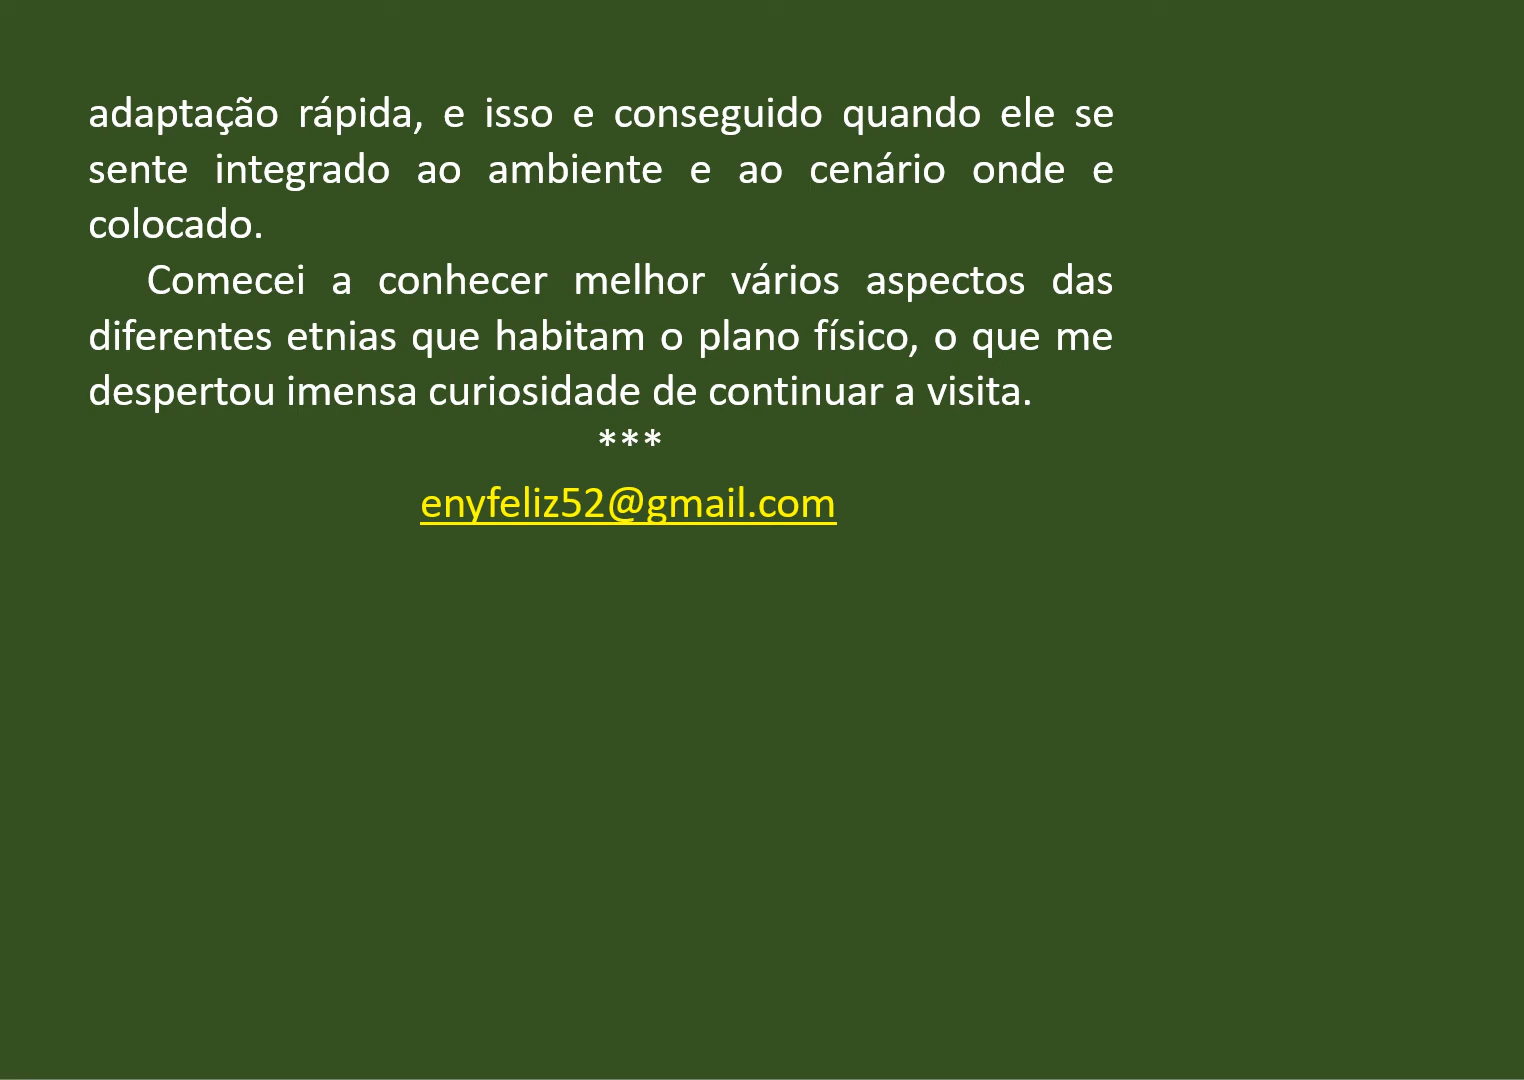 adaptação rápida, e isso e conseguido quando ele se
sente integrado ao ambiente e ao cenário onde e
colocado.
Comecei a conhecer melhor vários aspectos das
diferentes etnias que habitam o plano físico, o que me
despertou imensa curiosidade de continuar a visita.
***
enyfeliz52@gmail.com